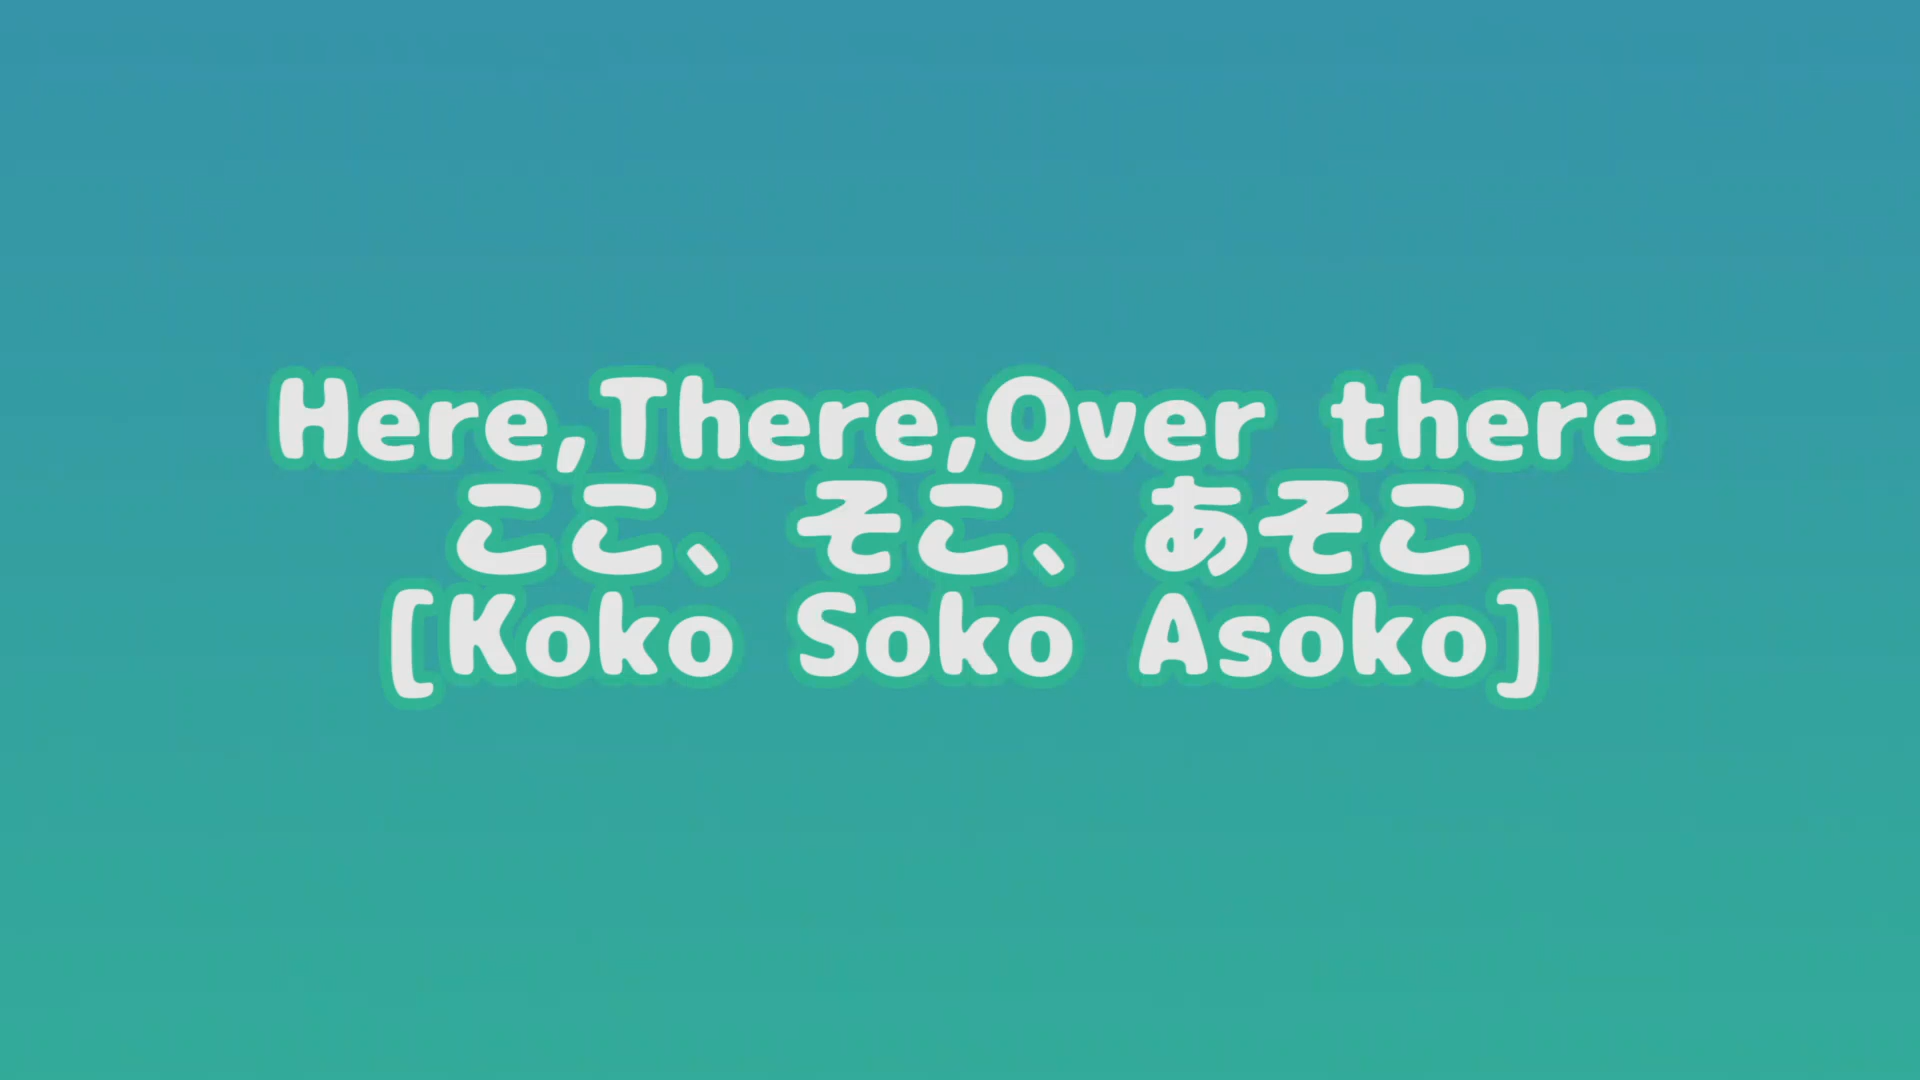 Here,There,Over there
ここ、そこ、あそこ
[Koko Soko Asoko]